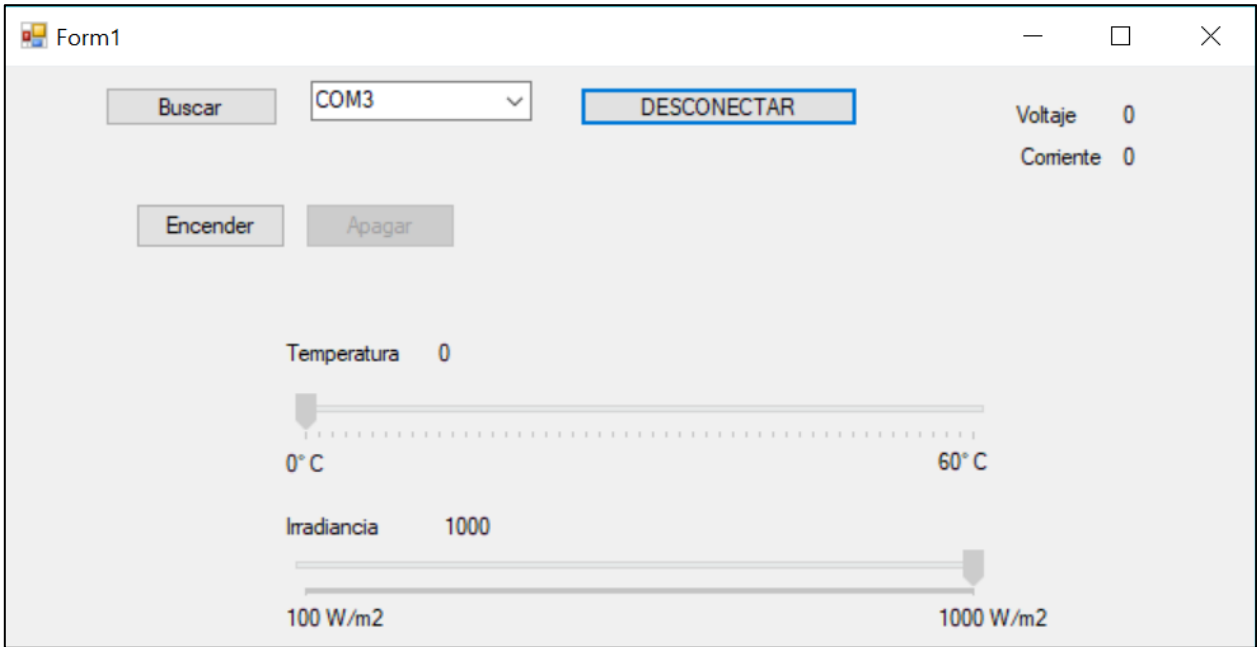 Form1
Buscar COM3 DESCONECTAR
Voltaje 0
Corriente 0
Encender Apagar
Temperatura 0
0° C 60° C
Irradiancia 1000
100 W/m2 1000 W/m2